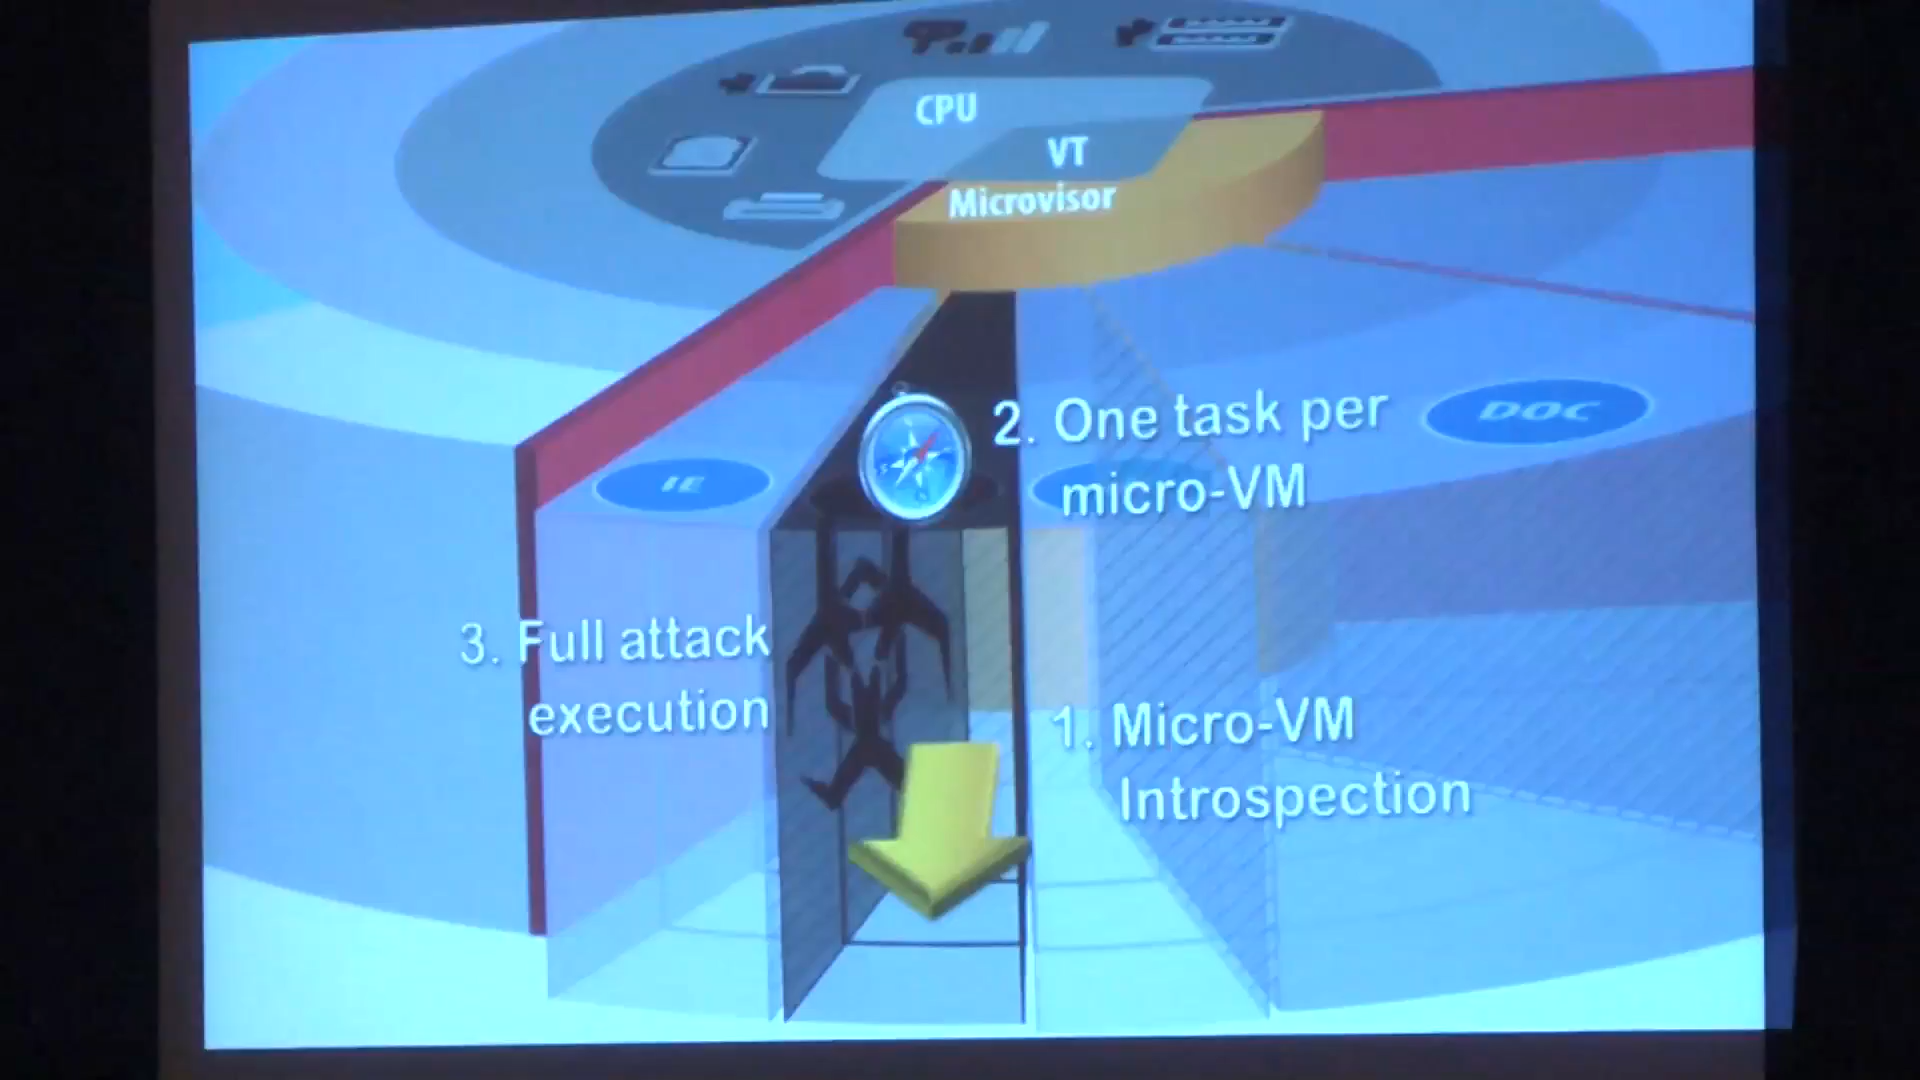 CPU
VT
Microvisor
2. One task per
micro-VM
DOC
IE
3. Full attack
execution
1. Micro-VM
Introspection